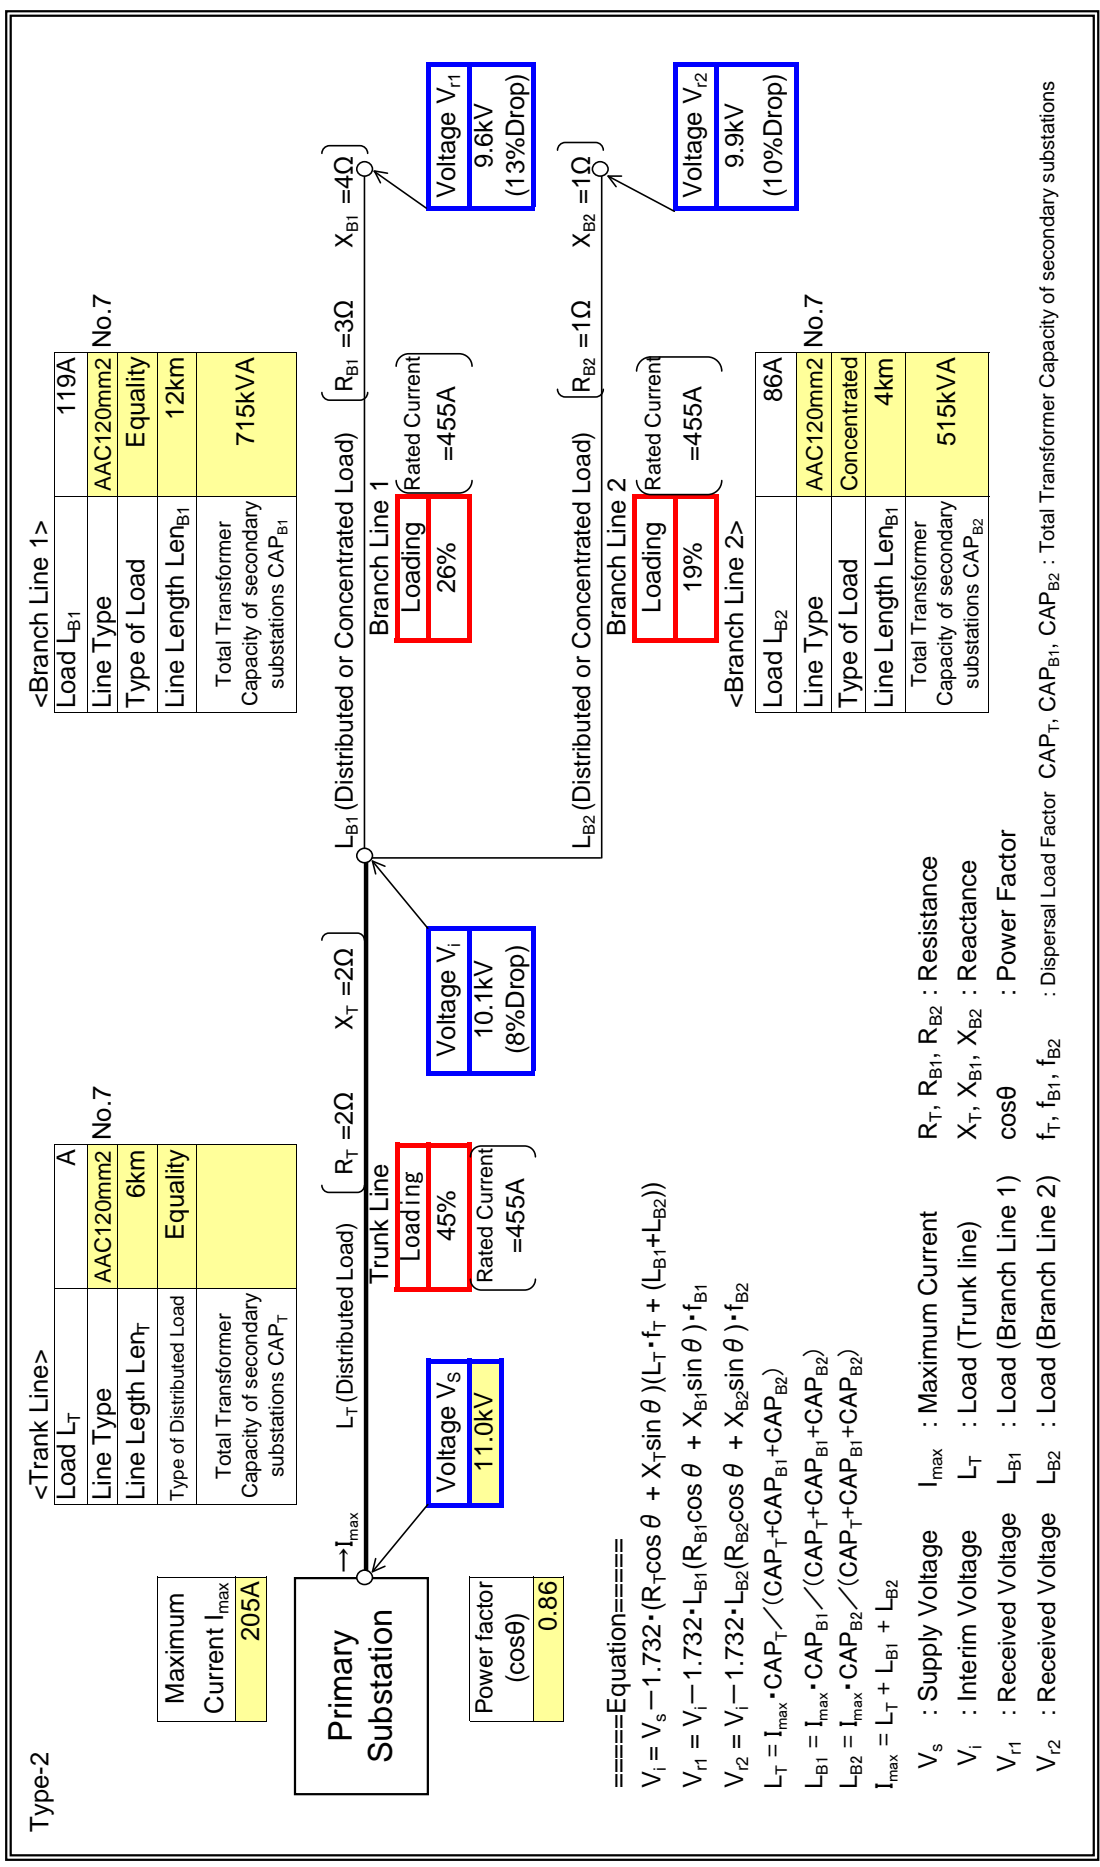 Type-2
Maximum
Current Imax
205A
<Trank Line>
Load LT A
Line Type AAC120mm2 No.7
Line Legth LenT 6km
Type of Distributed Load Equality
Total Transformer
Capacity of secondary
substations CAPT
<Branch Line 1>
Load LB1 119A
Line Type AAC120mm2 No.7
Type of Load Equality
Line Length LenB1 12km
Total Transformer
Capacity of secondary
substations CAPB1
715kVA
Primary
Substation
→Imax
LT (Distributed Load)
RT =2Ω XT =2Ω
LB1 (Distributed or Concentrated Load)
RB1 =3Ω XB1 =4Ω
Trunk Line
Loading
45%
Rated Current
=455A
Branch Line 1
Loading
26%
Rated Current
=455A
Voltage VS
11.0kV
Voltage Vi
10.1kV
(8%Drop)
Voltage Vr1
9.6kV
(13%Drop)
Power factor
(cosθ)
0.86
LB2 (Distributed or Concentrated Load)
RB2 =1Ω XB2 =1Ω
Branch Line 2
Loading
19%
Rated Current
=455A
Voltage Vr2
9.9kV
(10%Drop)
<Branch Line 2>
Load LB2 86A
Line Type AAC120mm2 No.7
Type of Load Concentrated
Line Length LenB1 4km
Total Transformer
Capacity of secondary
substations CAPB2
515kVA
=====Equation=====
Vi = Vs－1.732･(RTcos θ + XTsin θ)(LT･fT + (LB1+LB2))
Vr1 = Vi－1.732･LB1(RB1cos θ + XB1sin θ)･fB1
Vr2 = Vi－1.732･LB2(RB2cos θ + XB2sin θ)･fB2
LT = Imax･CAPT／(CAPT+CAPB1+CAPB2)
LB1 = Imax･CAPB1／(CAPT+CAPB1+CAPB2)
LB2 = Imax･CAPB2／(CAPT+CAPB1+CAPB2)
Imax = LT + LB1 + LB2
Vs : Supply Voltage Imax : Maximum Current RT, RB1, RB2 : Resistance
Vi : Interim Voltage LT : Load (Trunk line) XT, XB1, XB2 : Reactance
Vr1 : Received Voltage LB1 : Load (Branch Line 1) cosθ : Power Factor
Vr2 : Received Voltage LB2 : Load (Branch Line 2) fT, fB1, fB2 : Dispersal Load Factor CAPT, CAPB1, CAPB2 : Total Transformer Capacity of secondary substations